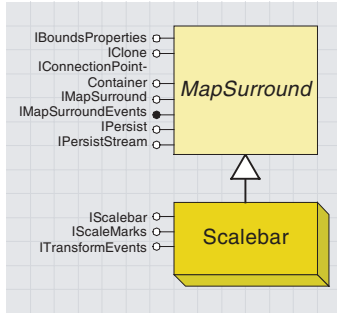 IBoundsProperties
IClone
IConnectionPoint-
Container
IMapSurround
IMapSurroundEvents
IPersist
IPersistStream
MapSurround
IScalebar
IScaleMarks
ITransformEvents
Scalebar